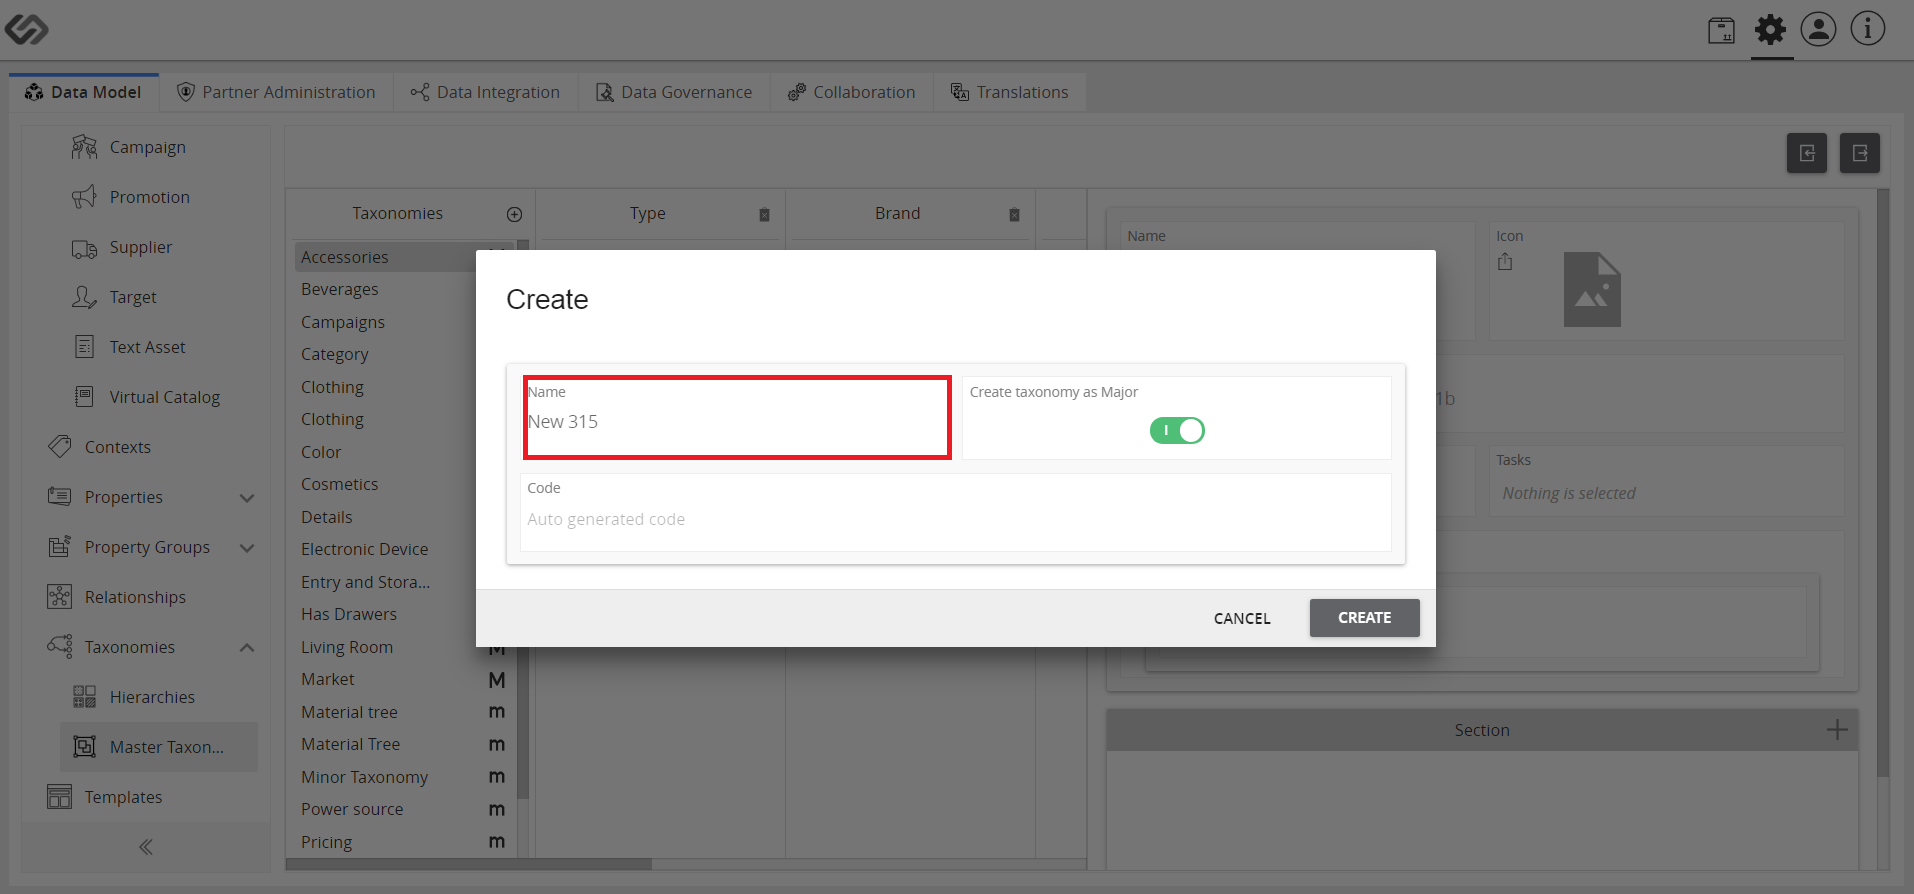 Data Model
Partner Administration
Data Integration
Data Governance
Collaboration
Translations
Campaign
Promotion
Supplier
Target
Text Asset
Virtual Catalog
Contexts
Properties
Property Groups
Relationships
Taxonomies
Hierarchies
Master Taxon...
Templates
Taxonomies
Type
Brand
Accessories
Beverages
Campaigns
Category
Clothing
Clothing
Color
Cosmetics
Details
Electronic Device
Entry and Stora...
Has Drawers
Living Room M
Market M
Material tree m
Material Tree m
Minor Taxonomy m
Power source m
Pricing m
Create
Name
New 315
Create taxonomy as Major
I
Code
Auto generated code
CANCEL
CREATE
Name
Icon
1b
Tasks
Nothing is selected
Section